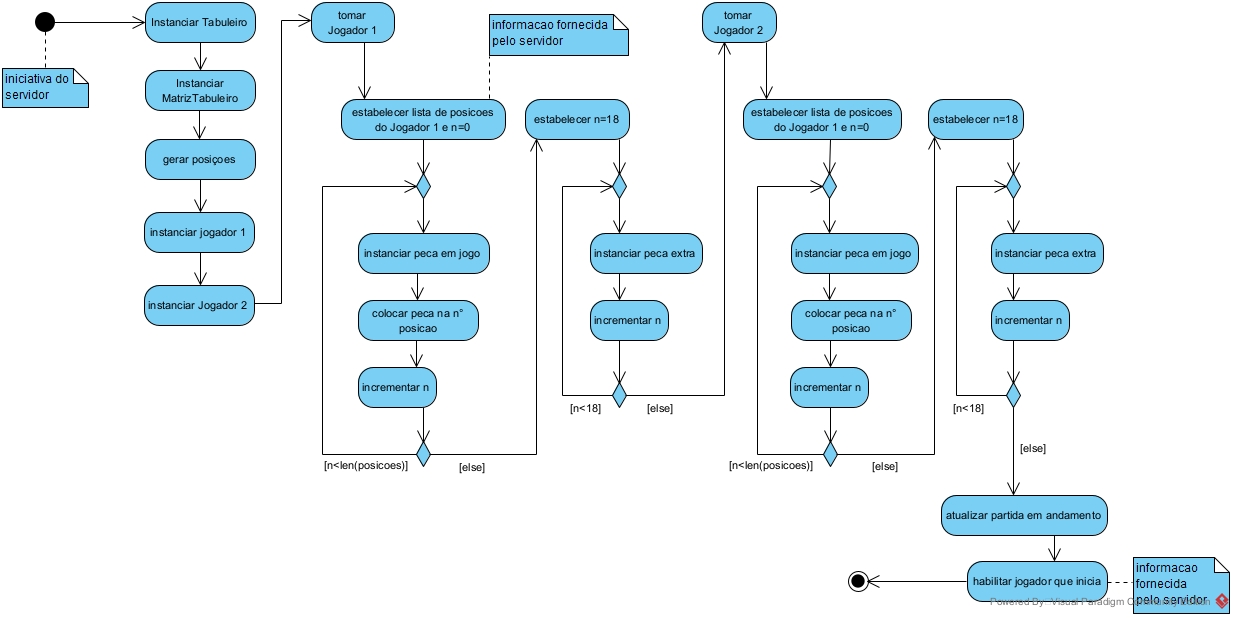 Instanciar Tabuleiro
iniciativa do
servidor
Instanciar
MatrizTabuleiro
gerar posiçoes
instanciar jogador 1
instanciar Jogador 2
tomar
Jogador 1
informacao fornecida
pelo servidor
estabelecer lista de posicoes
do Jogador 1 e n=0
instanciar peca em jogo
colocar peca na n°
posicao
incrementar n
[n<len(posicoes)]
[else]
estabelecer n=18
instanciar peca extra
incrementar n
[n<18]
[else]
tomar
Jogador 2
estabelecer lista de posicoes
do Jogador 1 e n=0
instanciar peca em jogo
colocar peca na n°
posicao
incrementar n
[n<len(posicoes)]
[else]
estabelecer n=18
instanciar peca extra
incrementar n
[n<18]
[else]
atualizar partida em andamento
habilitar jogador que inicia
informacao
fornecida
pelo servidor
Powered By: Visual Paradigm Community Edition